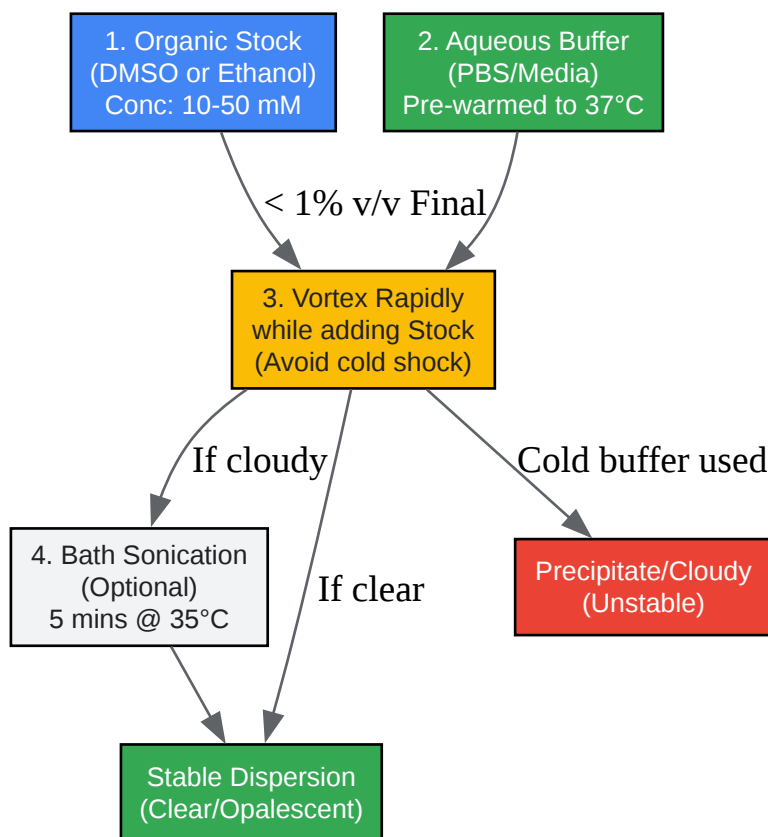 1. Organic Stock
(DMSO or Ethanol)
Conc: 10-50 mM
2. Aqueous Buffer
(PBS/Media)
Pre-warmed to 37°C
< 1% v/v Final
3. Vortex Rapidly
while adding Stock
(Avoid cold shock)
If cloudy
Cold buffer used
4. Bath Sonication
(Optional)
5 mins @ 35°C
If clear
Precipitate/Cloudy
(Unstable)
Stable Dispersion
(Clear/Opalescent)